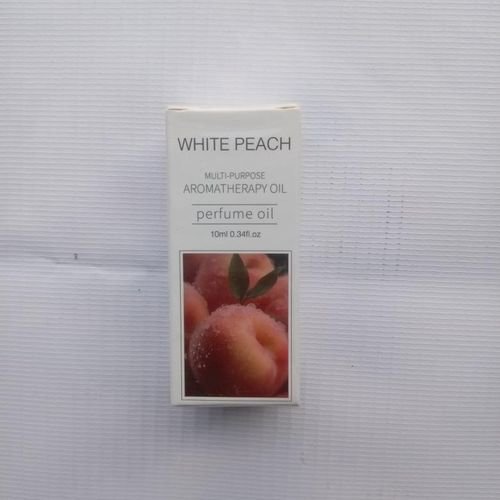 WHITE PEACH
MULTI-PURPOSE
AROMATHERAPY OIL
perfume oil
10ml 0.34fl.oz